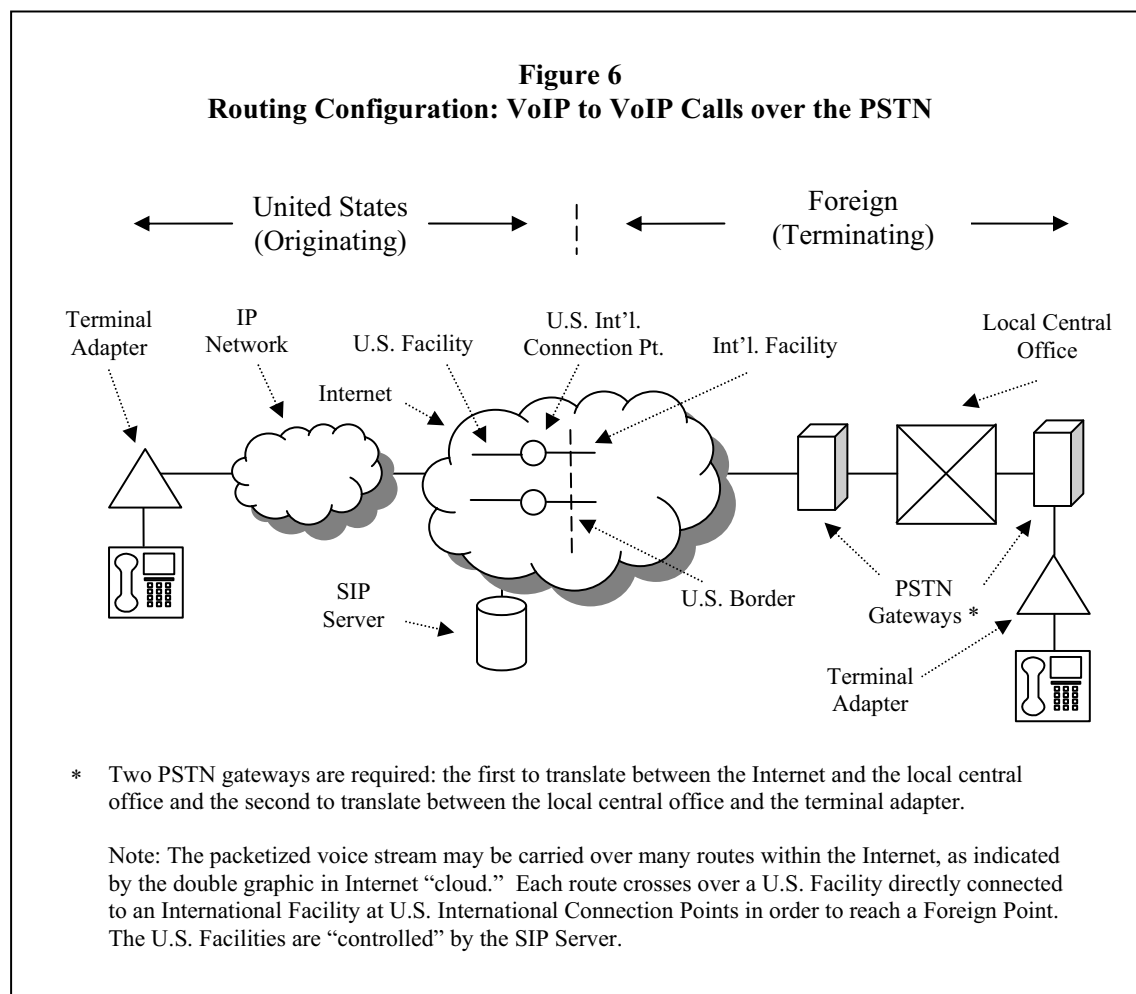 Figure 6
Routing Configuration: VoIP to VoIP Calls over the PSTN
United States
(Originating)
Foreign
(Terminating)
Terminal
Adapter
IP
Network
U.S. Facility
Internet
U.S. Int’l.
Connection Pt.
Int’l. Facility
Local Central
Office
SIP
Server
U.S. Border
PSTN
Gateways *
Terminal
Adapter
* Two PSTN gateways are required: the first to translate between the Internet and the local central
office and the second to translate between the local central office and the terminal adapter.
Note: The packetized voice stream may be carried over many routes within the Internet, as indicated
by the double graphic in Internet “cloud.” Each route crosses over a U.S. Facility directly connected
to an International Facility at U.S. International Connection Points in order to reach a Foreign Point.
The U.S. Facilities are “controlled” by the SIP Server.